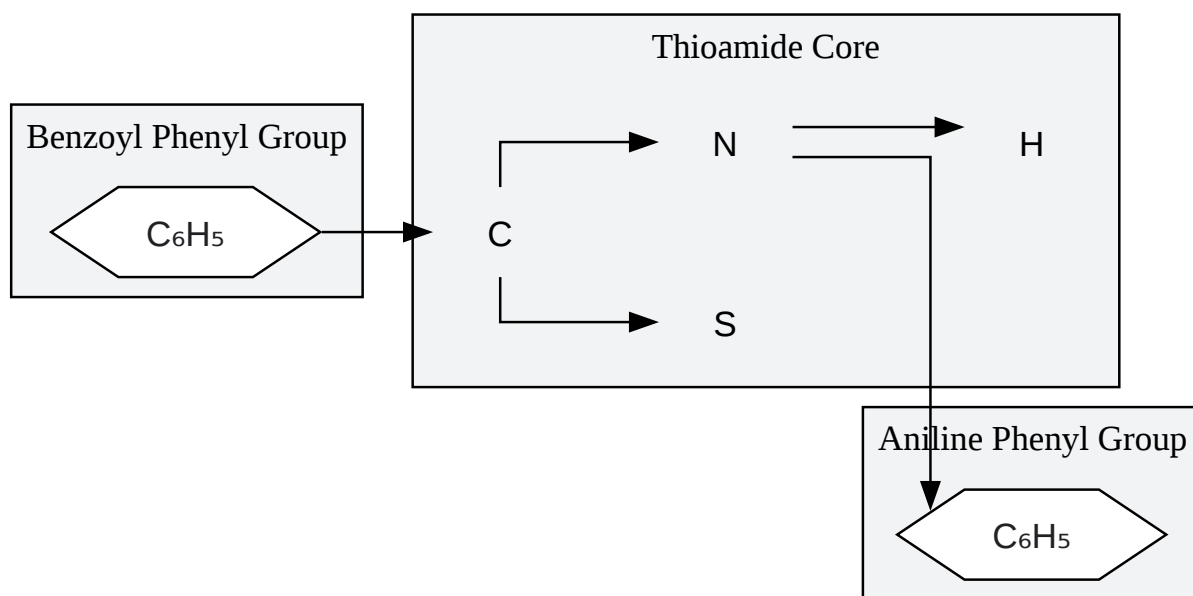 Thioamide Core
Benzoyl Phenyl Group
N
H
C₆H₅
C
S
Aniline Phenyl Group
C₆H₅